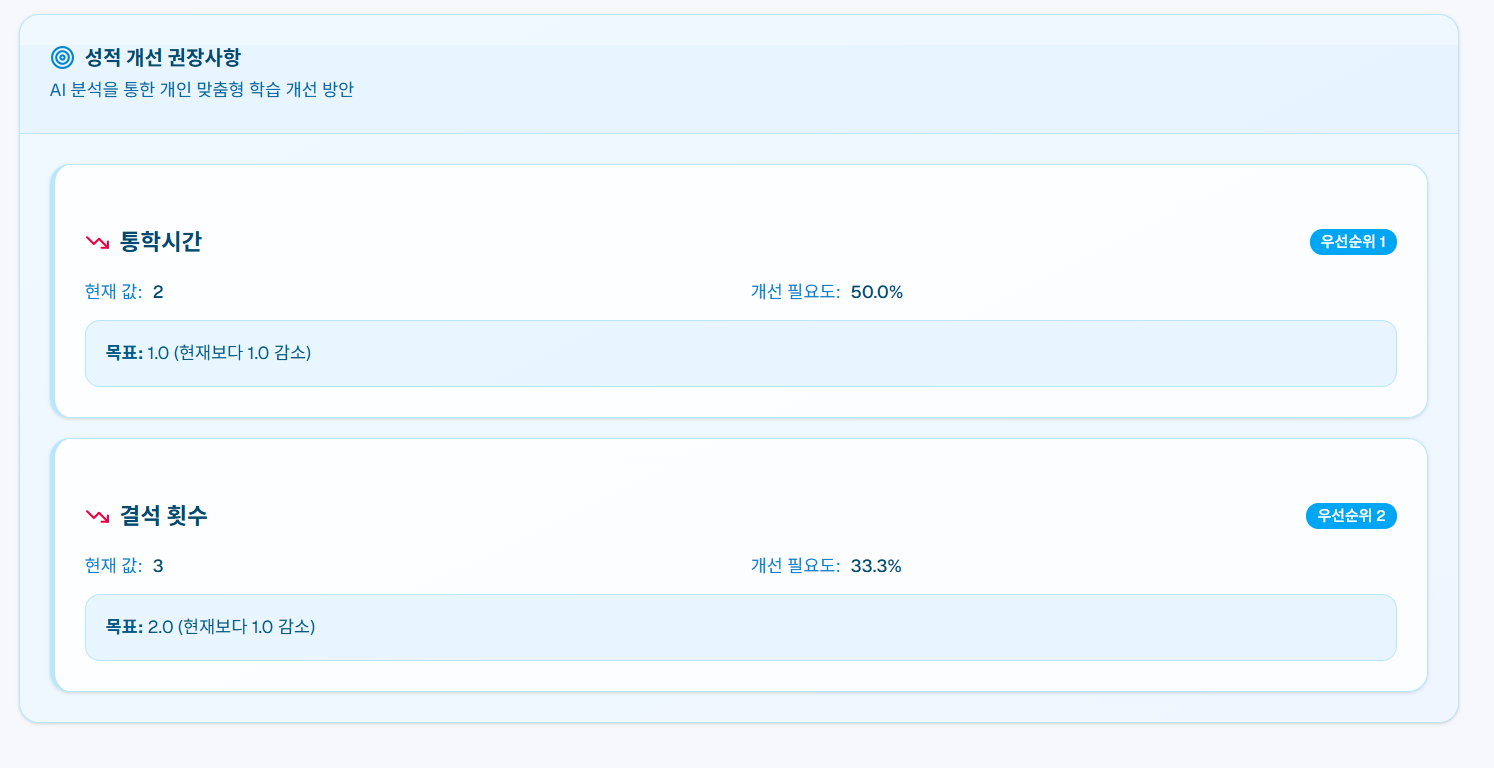 성적 개선 권장사항
AI 분석을 통한 개인 맞춤형 학습 개선 방안
통학시간
우선순위 1
현재 값: 2
개선 필요도: 50.0%
목표: 1.0 (현재보다 1.0 감소)
결석 횟수
우선순위 2
현재 값: 3
개선 필요도: 33.3%
목표: 2.0 (현재보다 1.0 감소)